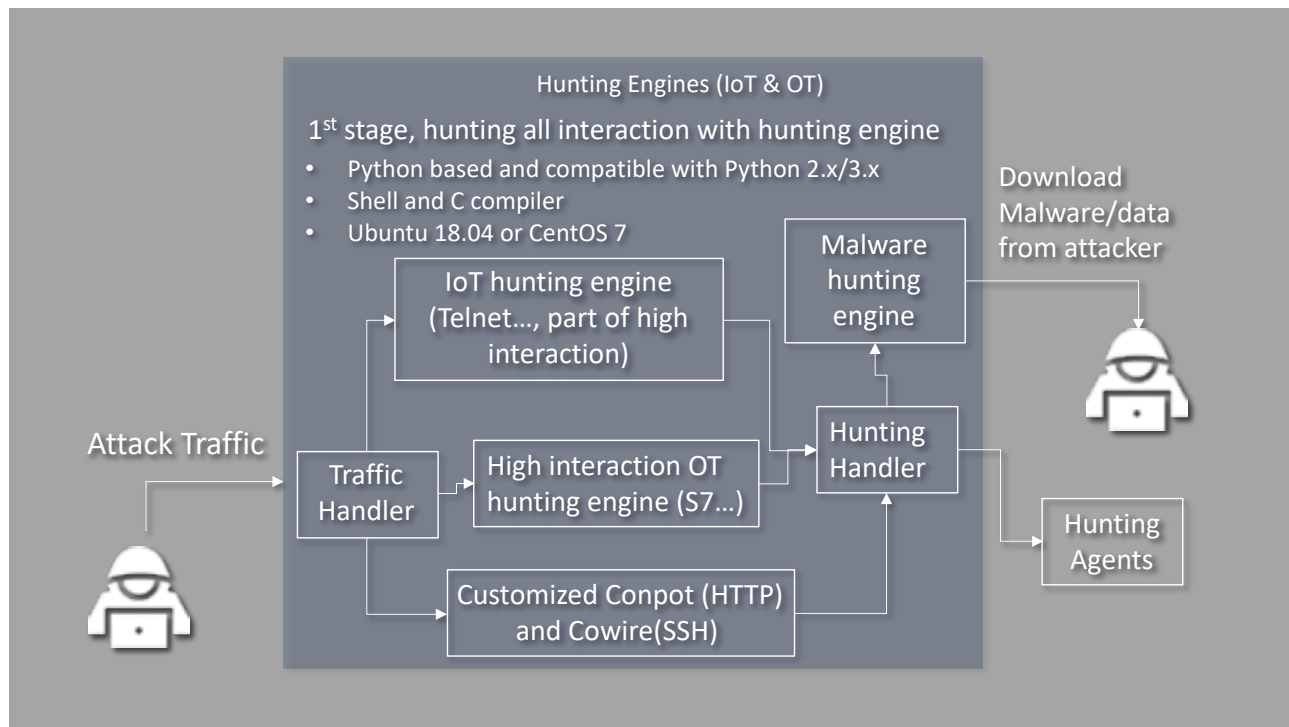 Hunting Engines (IoT & OT)
1st stage, hunting all interaction with hunting engine
• Python based and compatible with Python 2.x/3.x
• Shell and C compiler
• Ubuntu 18.04 or CentOS 7
Download
Malware/data
from attacker
Malware
hunting
engine
IoT hunting engine
(Telnet…, part of high
interaction)
Attack Traffic
Traffic
Handler
High interaction OT
hunting engine (S7…)
Hunting
Handler
Hunting
Agents
Customized Conpot (HTTP)
and Cowire(SSH)